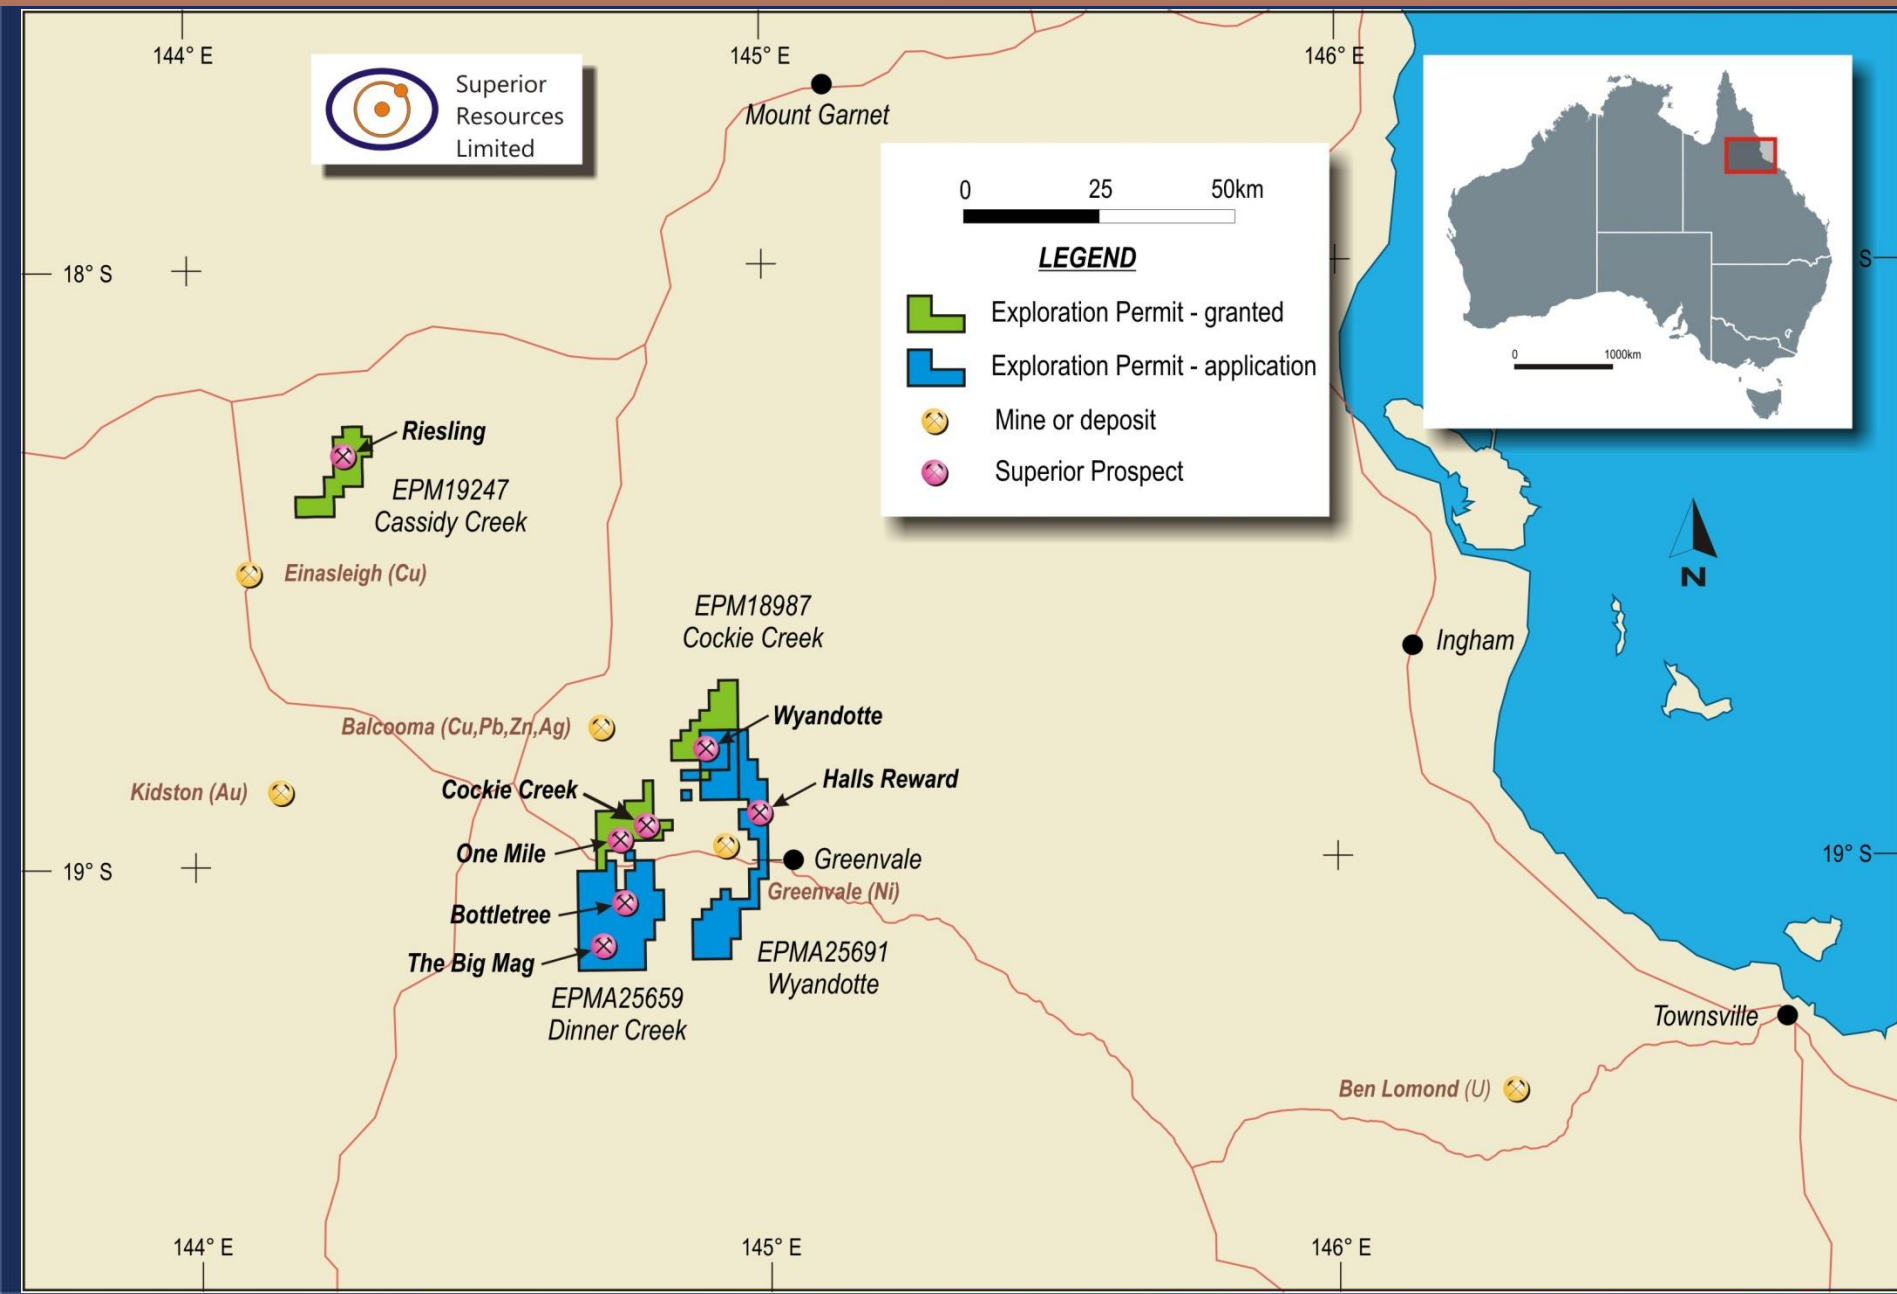 144° E
145° E
146° E
Superior
Resources
Limited
Mount Garnet
0 25 50km
LEGEND
Exploration Permit - granted
Exploration Permit - application
Mine or deposit
Superior Prospect
0 1000km
18° S
S
Riesling
EPM19247
Cassidy Creek
Einasleigh (Cu)
N
EPM18987
Cockie Creek
Ingham
Wyandotte
Balcooma (Cu,Pb,Zn,Ag)
Halls Reward
Kidston (Au)
Cockie Creek
One Mile
Greenvale
19° S
19° S
Greenvale (Ni)
Bottletree
The Big Mag
EPMA25691
Wyandotte
EPMA25659
Dinner Creek
Townsville
Ben Lomond (U)
144° E
145° E
146° E